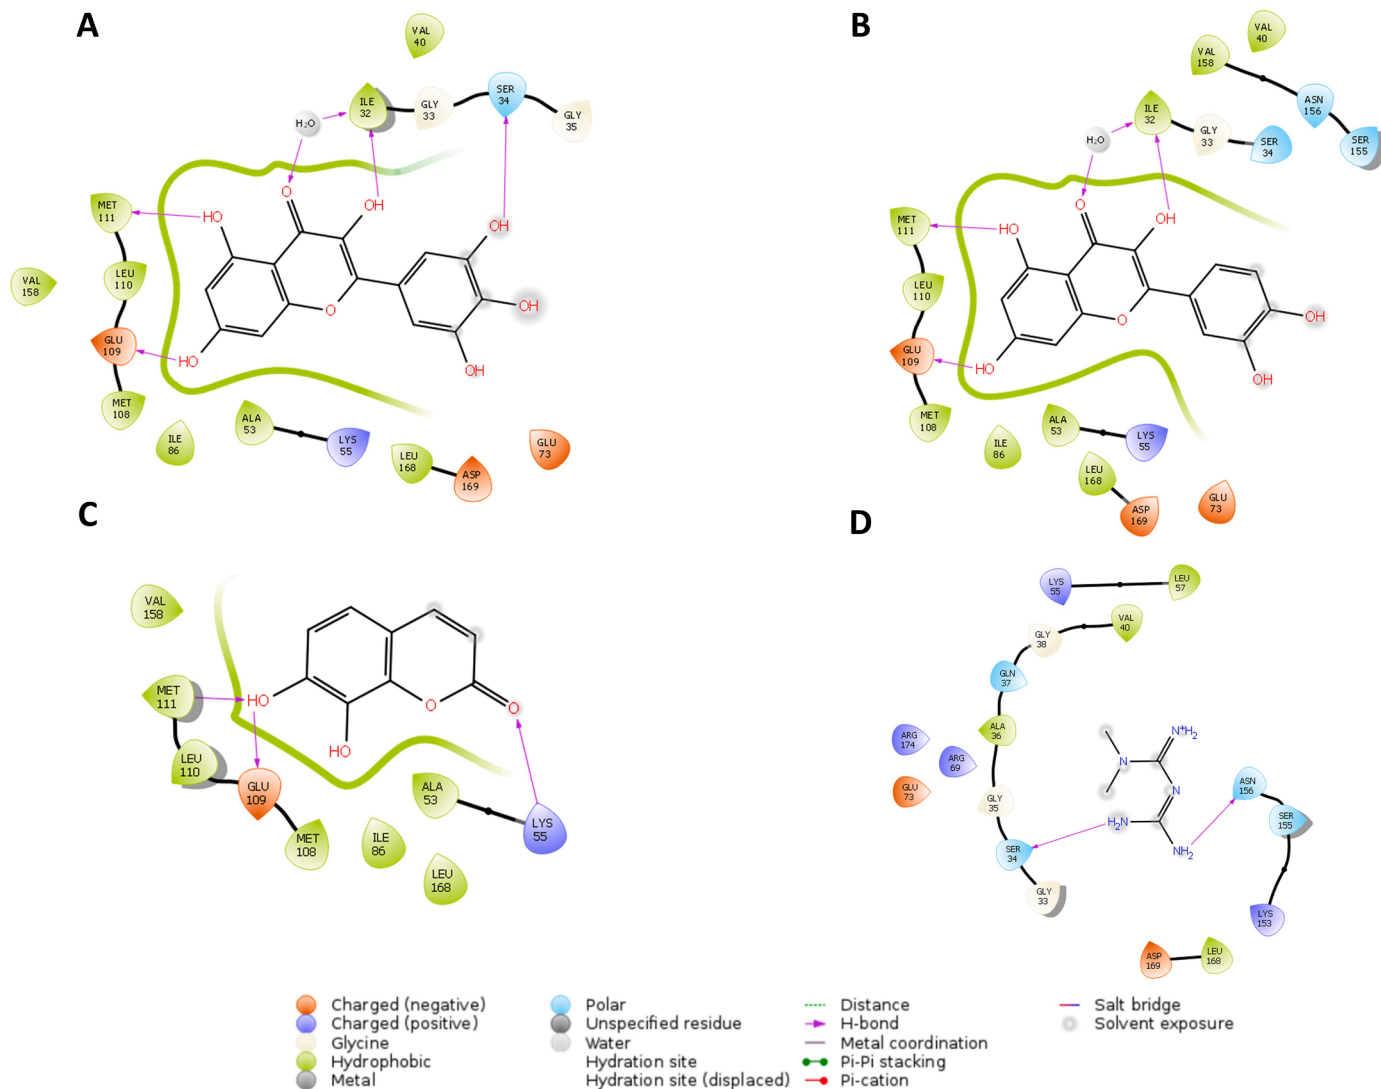 A
VAL
40
ILE
32
GLY
33
SER
34
GLY
35
H₂O
O
OH
OH
HO
MET
111
OH
O
LEU
110
VAL
158
GLU
109
HO
OH
MET
108
ILE
86
ALA
53
LYS
55
LEU
168
ASP
169
GLU
73
B
VAL
40
VAL
158
ASN
156
SER
155
ILE
32
GLY
33
SER
34
H₂O
O
OH
HO
MET
111
LEU
110
O
OH
GLU
109
HO
OH
MET
108
ILE
86
ALA
53
LYS
55
LEU
168
ASP
169
GLU
73
C
VAL
158
MET
111
HO
O
O
HO
LEU
110
GLU
109
MET
108
ILE
86
ALA
53
LYS
55
LEU
168
D
LYS
55
LEU
57
VAL
40
GLY
38
GLN
37
ALA
36
ARG
174
ARG
69
GLU
73
GLY
35
SER
34
GLY
33
N⁺H₂
N
N
H₂N
NH₂
ASN
156
SER
155
LYS
153
ASP
169
LEU
168
Charged (negative)
Charged (positive)
Glycine
Hydrophobic
Metal
Polar
Unspecified residue
Water
Hydration site
Hydration site (displaced)
Distance
H-bond
Metal coordination
Pi-Pi stacking
Pi-cation
Salt bridge
Solvent exposure